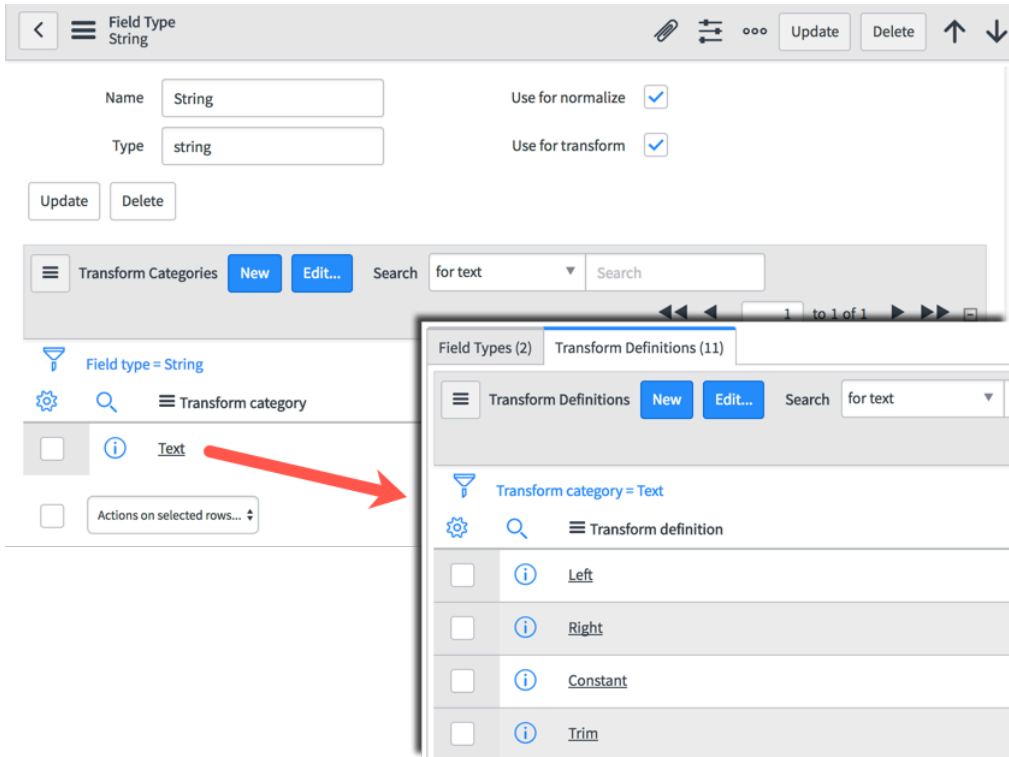 Field Type
String
Update
Delete
Name
String
Use for normalize
Type
string
Use for transform
Update
Delete
Transform Categories
New
Edit...
Search
for text
Search
1
to 1 of 1
Field type = String
Transform category
Text
Actions on selected rows...
Field Types (2)
Transform Definitions (11)
Transform Definitions
New
Edit...
Search
for text
Transform category = Text
Transform definition
Left
Right
Constant
Trim